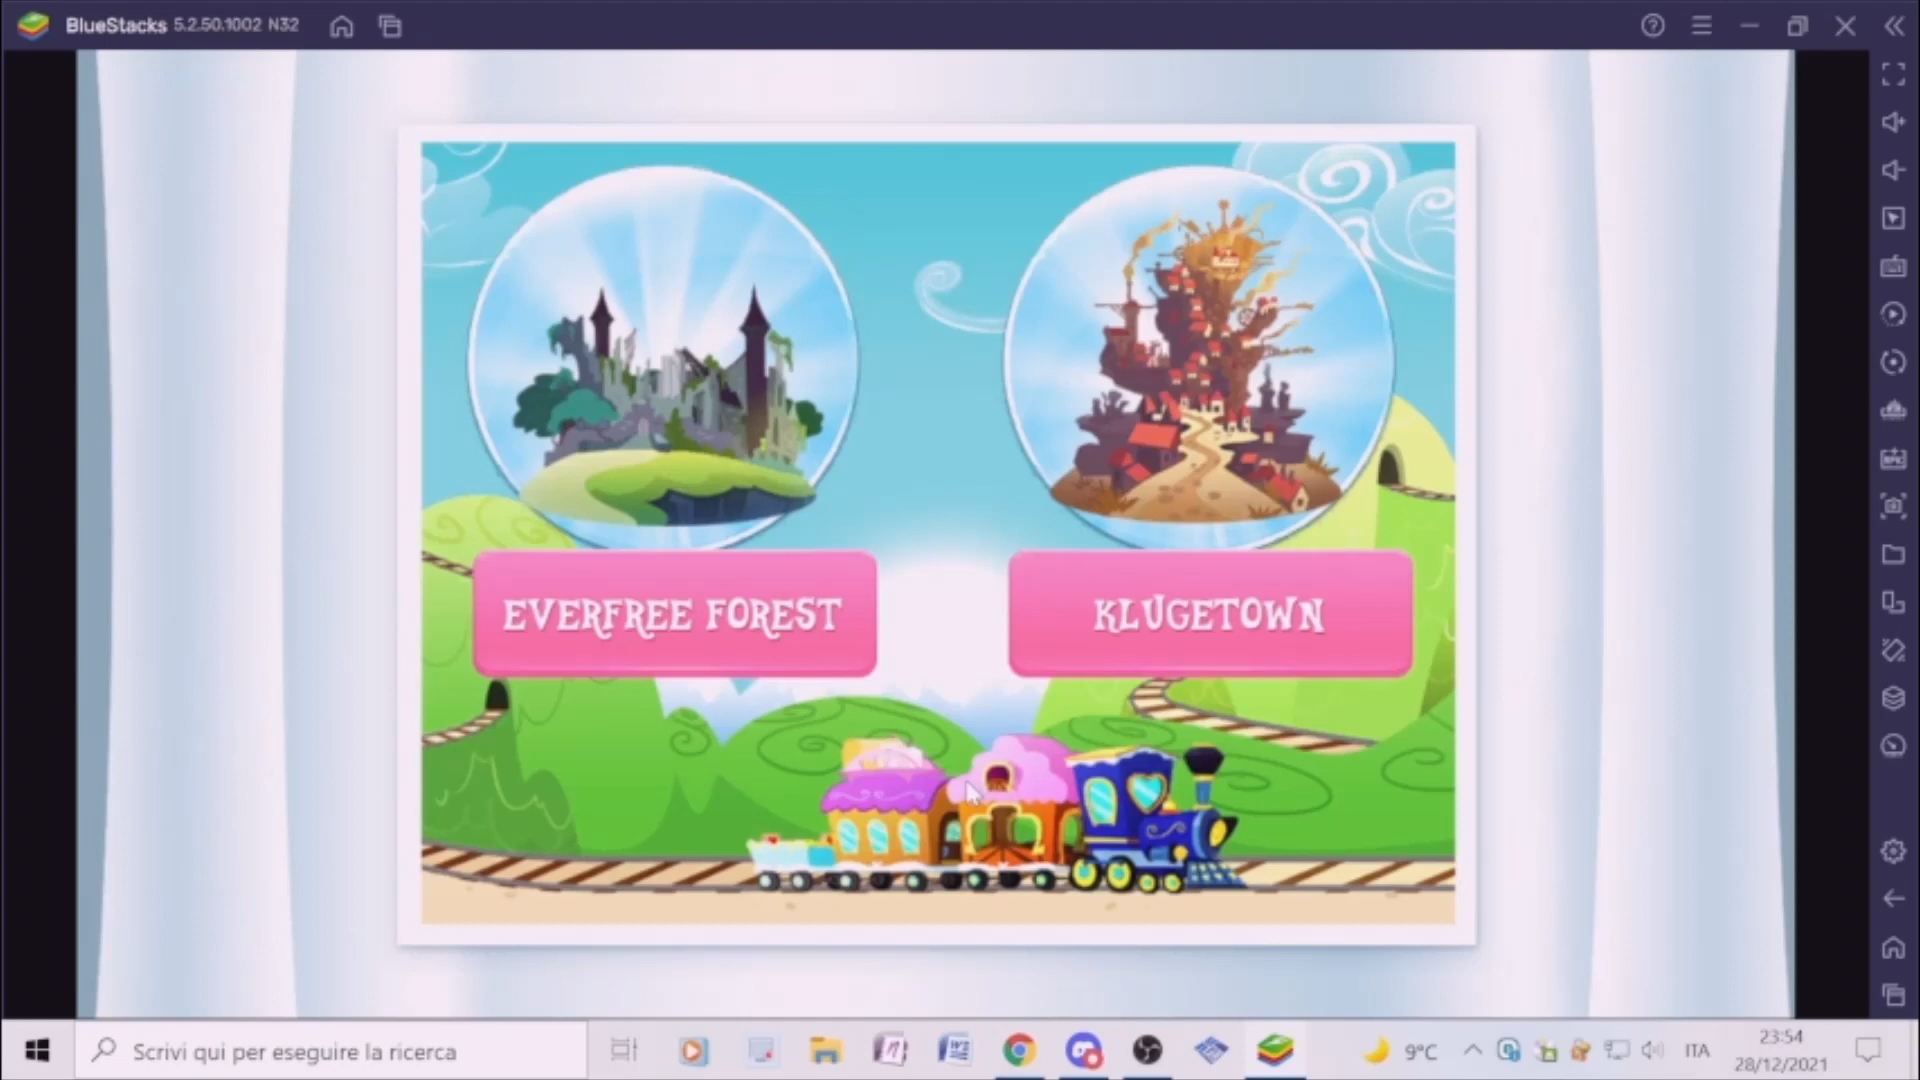 BlueStacks 5.2.50.1002 N32
EVERFREE FOREST
KLUGETOWN
Scrivi qui per eseguire la ricerca
9°C
ITA
23:54
28/12/2021